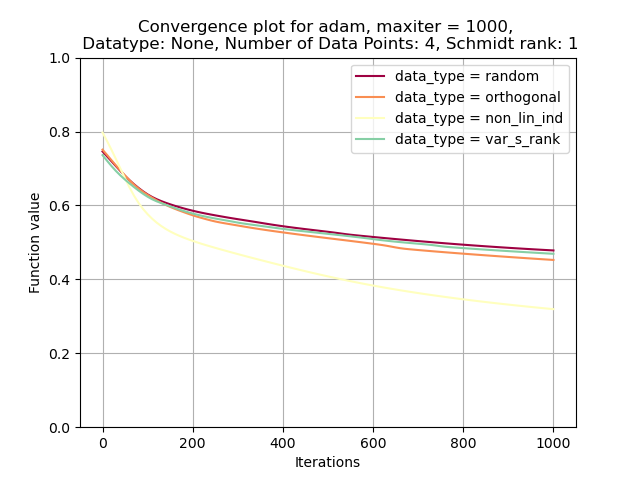 Convergence plot for adam, maxiter = 1000,
Datatype: None, Number of Data Points: 4, Schmidt rank: 1
data_type = random
data_type = orthogonal
data_type = non_lin_ind
data_type = var_s_rank
Function value
1.0
0.8
0.6
0.4
0.2
0.0
0 200 400 600 800 1000
Iterations